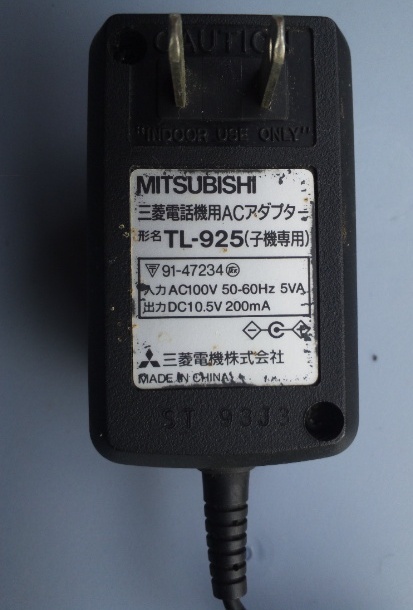 CAUTION
"INDOOR USE ONLY"
MITSUBISHI
三菱電話機用ACアダプター
形名 TL-925(子機専用)
91-47234
入力 AC100V 50-60Hz 5VA
出力 DC10.5V 200mA
三菱電機株式会社
MADE IN CHINA
ST 93J3